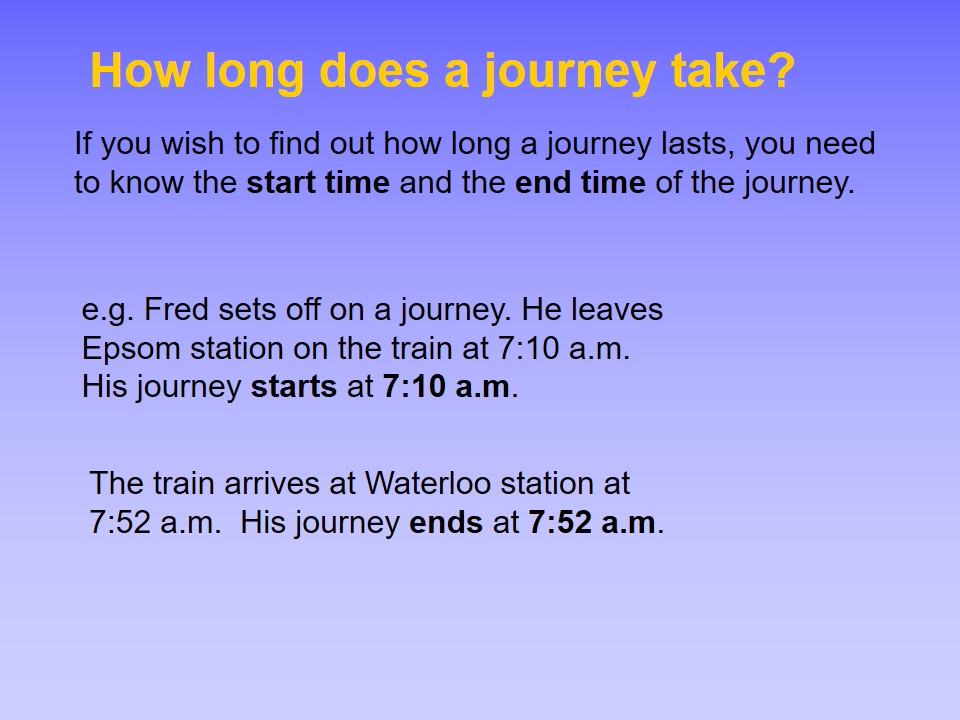 How long does a journey take?
If you wish to find out how long a journey lasts, you need
to know the start time and the end time of the journey.
e.g. Fred sets off on a journey. He leaves
Epsom station on the train at 7:10 a.m.
His journey starts at 7:10 a.m.
The train arrives at Waterloo station at
7:52 a.m.  His journey ends at 7:52 a.m.